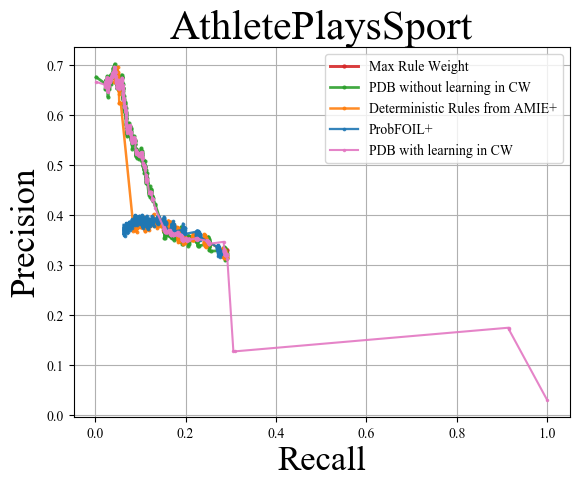 AthletePlaysSport
Precision
0.7
0.6
0.5
0.4
0.3
0.2
0.1
0.0
Max Rule Weight
PDB without learning in CW
Deterministic Rules from AMIE+
ProbFOIL+
PDB with learning in CW
0.0 0.2 0.4 0.6 0.8 1.0
Recall